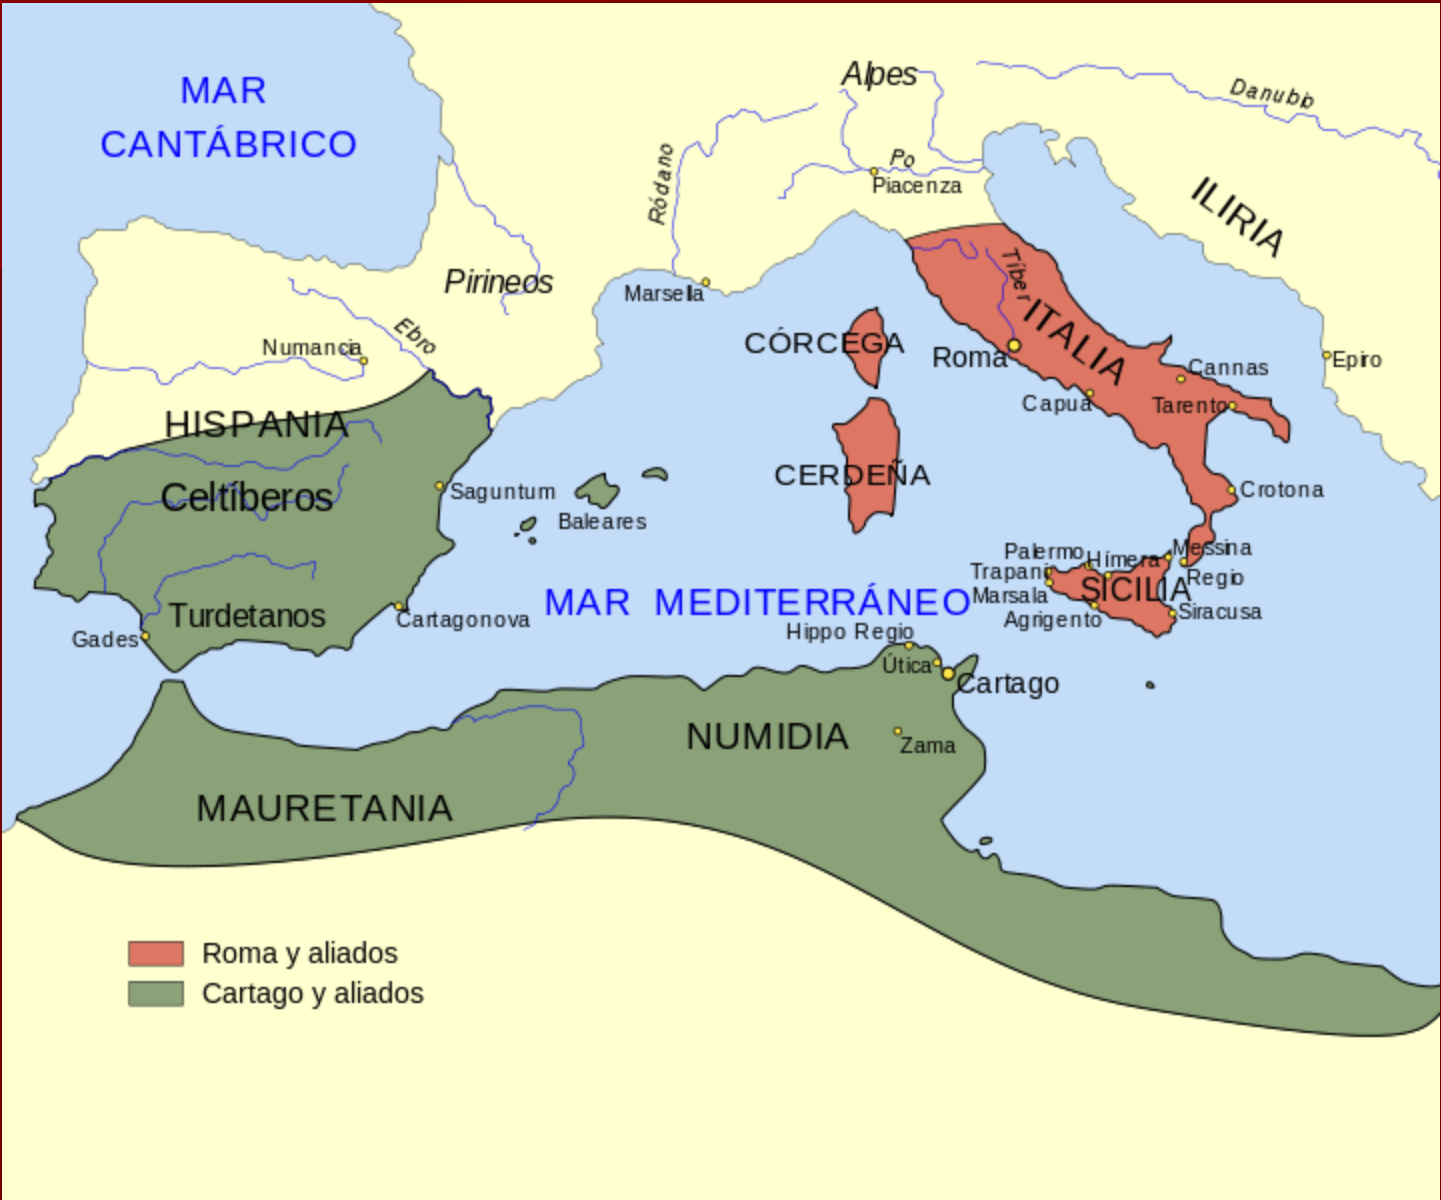 MAR
CANTÁBRICO
Alpes
Danubio
Po
Piacenza
Ródano
ILIRIA
Pirineos
Marsella
Tíber
ITALIA
Ebro
Numancia
CÓRCEGA
Roma
Cannas
Epiro
Capua
Tarento
HISPANIA
CERDEÑA
Celtíberos
Saguntum
Baleares
Crotona
Palermo
Hímera
Messina
Trapani
Marsala
SICILIA
Regio
Agrigento
Siracusa
MAR MEDITERRÁNEO
Turdetanos
Cartagonova
Gades
Hippo Regio
Útica
Cartago
NUMIDIA
Zama
MAURETANIA
Roma y aliados
Cartago y aliados